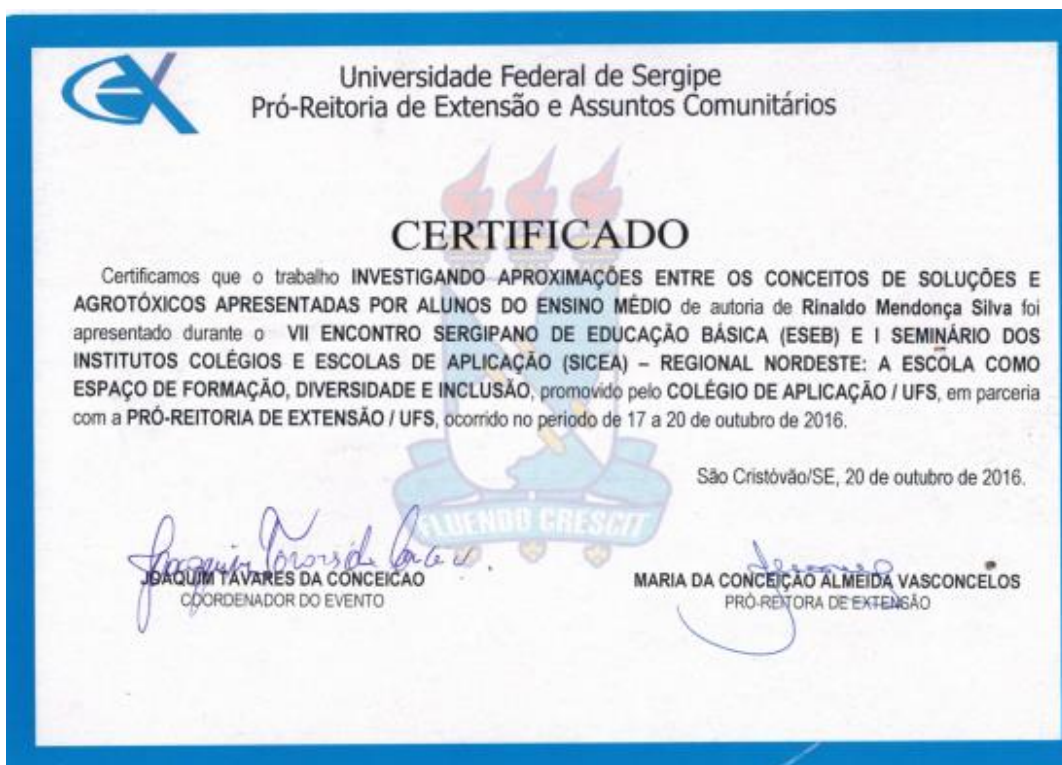 Universidade Federal de Sergipe
Pró-Reitoria de Extensão e Assuntos Comunitários
CERTIFICADO
Certificamos que o trabalho INVESTIGANDO APROXIMAÇÕES ENTRE OS CONCEITOS DE SOLUÇÕES E
AGROTÓXICOS APRESENTADAS POR ALUNOS DO ENSINO MÉDIO de autoria de Rinaldo Mendonça Silva foi
apresentado durante o VII ENCONTRO SERGIPANO DE EDUCAÇÃO BÁSICA (ESEB) E I SEMINÁRIO DOS
INSTITUTOS COLÉGIOS E ESCOLAS DE APLICAÇÃO (SICEA) – REGIONAL NORDESTE: A ESCOLA COMO
ESPAÇO DE FORMAÇÃO, DIVERSIDADE E INCLUSÃO, promovido pelo COLÉGIO DE APLICAÇÃO / UFS, em parceria
com a PRÓ-REITORIA DE EXTENSÃO / UFS, ocorrido no período de 17 a 20 de outubro de 2016.
São Cristóvão/SE, 20 de outubro de 2016.
CRESCIT
JOAQUIM TAVARES DA CONCEICAO
COORDENADOR DO EVENTO
MARIA DA CONCEIÇÃO ALMEIDA VASCONCELOS
PRÓ-REITORA DE EXTENSÃO